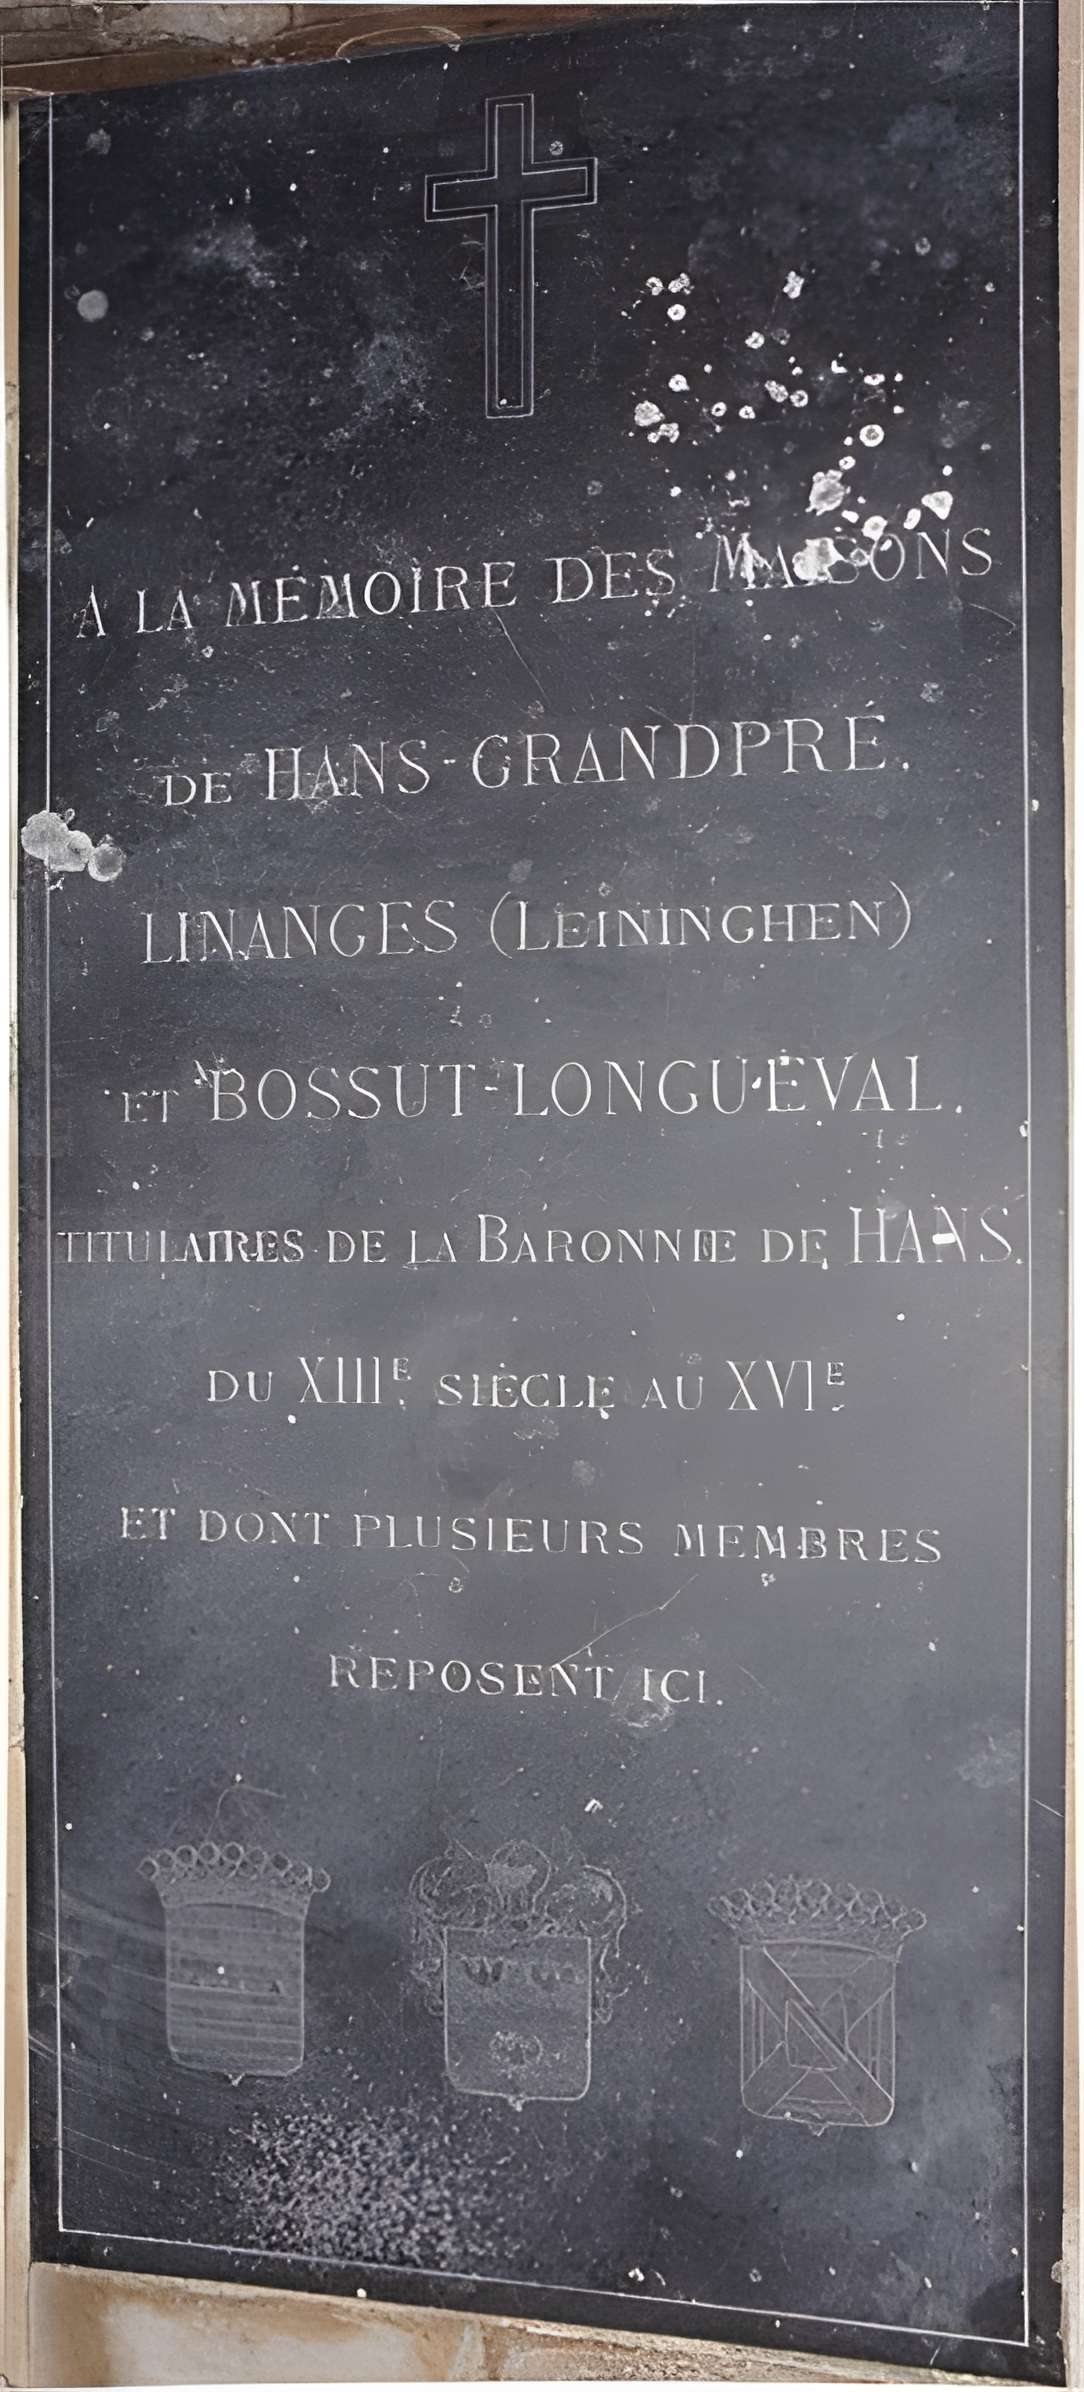 A LA MÉMOIRE DES MAISONS
DE HANS-GRANDPRÉ.
LINANGES (LEININGHEN)
ET BOSSUT-LONGUEVAL.
TITULAIRES DE LA BARONNIE DE HANS.
DU XIIIE SIÈCLE AU XVIE
ET DONT PLUSIEURS MEMBRES
REPOSENT ICI.